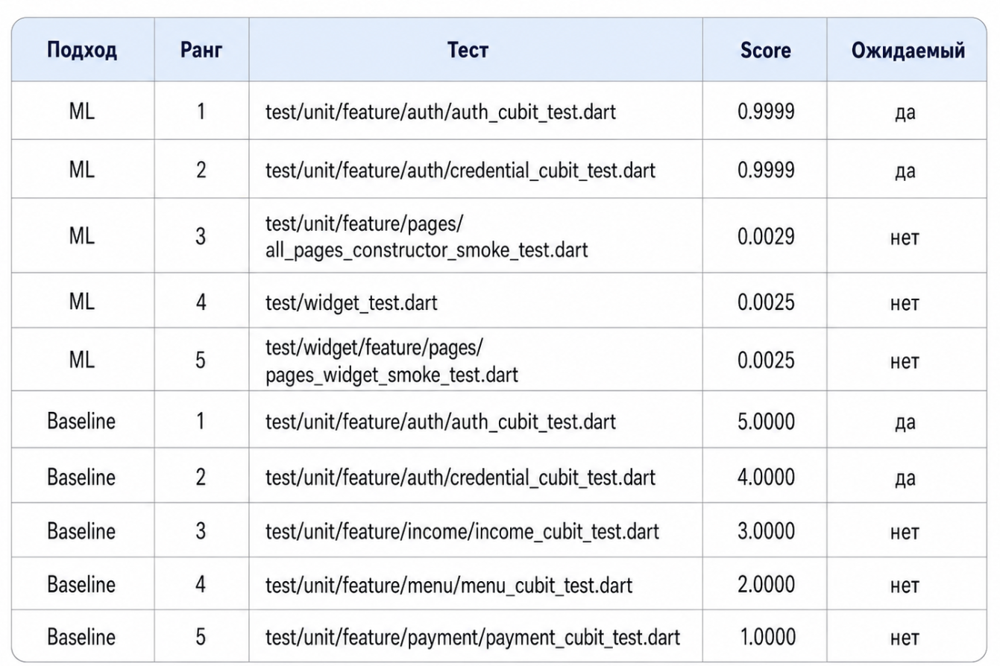 Подход Ранг Тест Score Ожидаемый
ML 1 test/unit/feature/auth/auth_cubit_test.dart 0.9999 да
ML 2 test/unit/feature/auth/credential_cubit_test.dart 0.9999 да
ML 3 test/unit/feature/pages/
all_pages_constructor_smoke_test.dart 0.0029 нет
ML 4 test/widget_test.dart 0.0025 нет
ML 5 test/widget/feature/pages/
pages_widget_smoke_test.dart 0.0025 нет
Baseline 1 test/unit/feature/auth/auth_cubit_test.dart 5.0000 да
Baseline 2 test/unit/feature/auth/credential_cubit_test.dart 4.0000 да
Baseline 3 test/unit/feature/income/income_cubit_test.dart 3.0000 нет
Baseline 4 test/unit/feature/menu/menu_cubit_test.dart 2.0000 нет
Baseline 5 test/unit/feature/payment/payment_cubit_test.dart 1.0000 нет